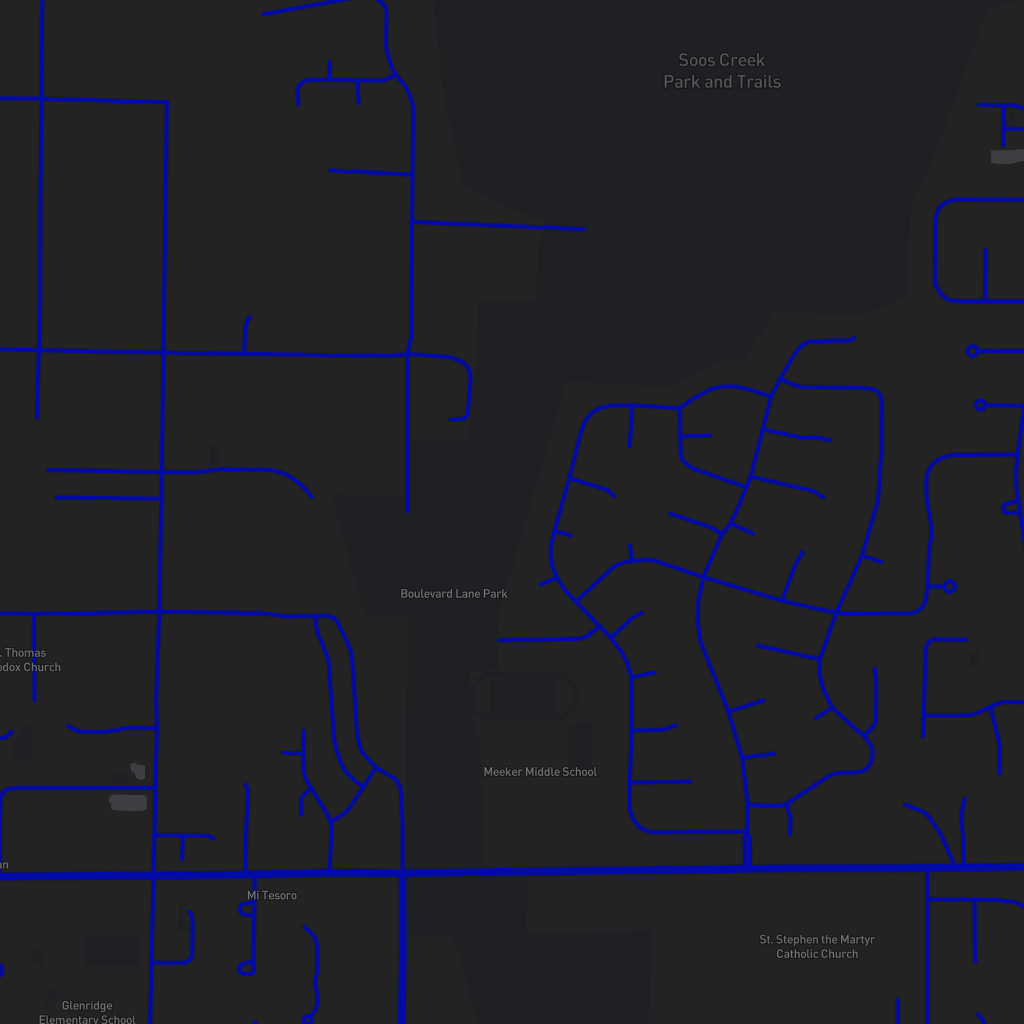 Soos Creek
Park and Trails
Boulevard Lane Park
. Thomas
odox Church
Meeker Middle School
an
Mi Tesoro
St. Stephen the Martyr
Catholic Church
Glenridge
Elementary School